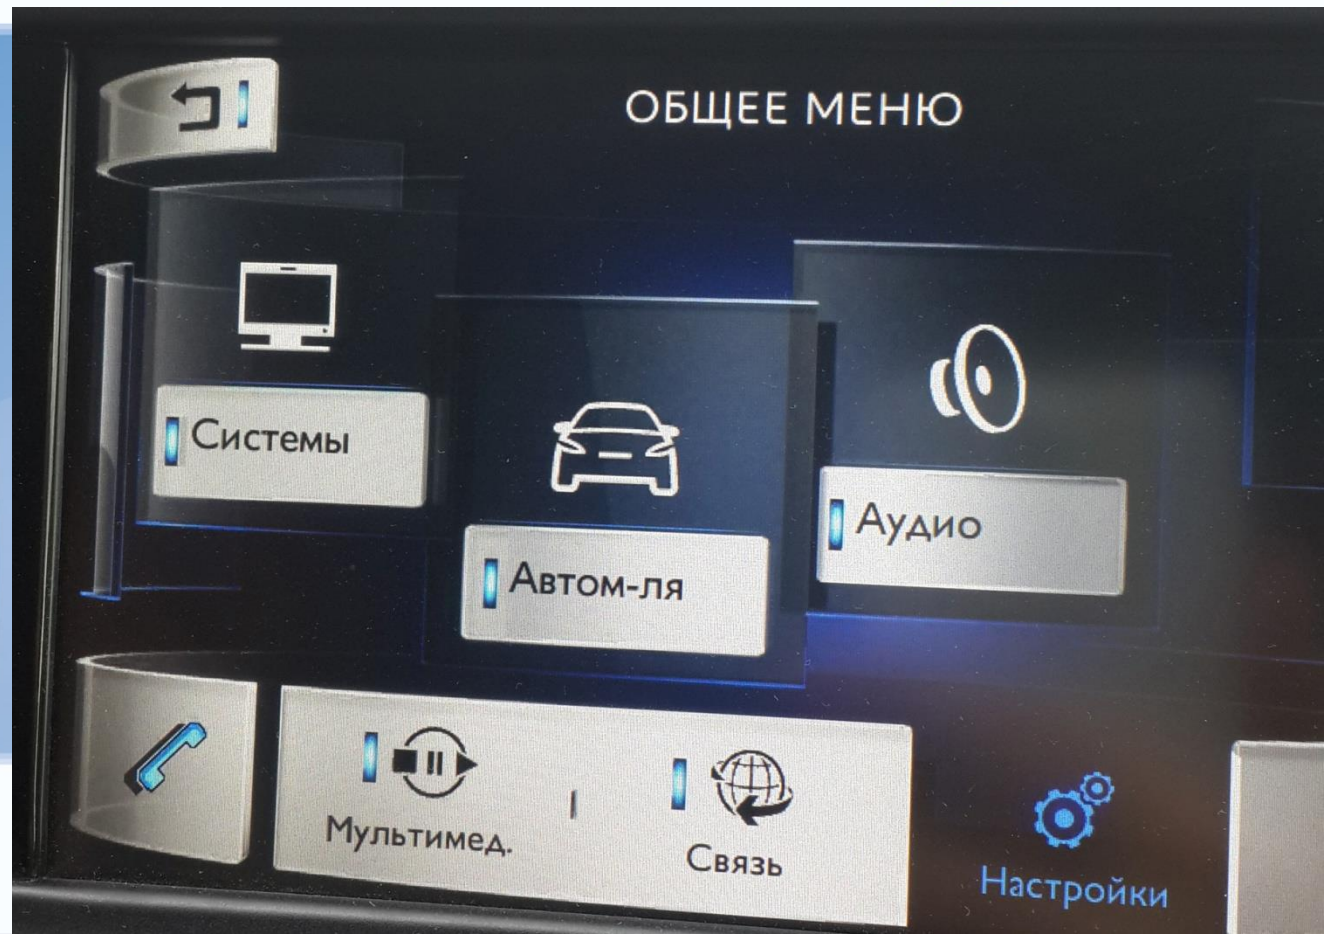 ОБЩЕЕ МЕНЮ
Системы
Автом-ля
Аудио
Мультимед.
Связь
Настройки